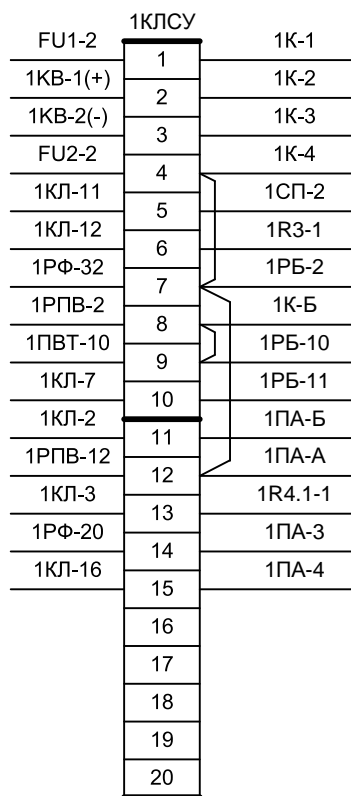 1КЛСУ
FU1-2 1 1К-1
1КВ-1(+) 2 1К-2
1КВ-2(-) 3 1К-3
FU2-2 4 1К-4
1КЛ-11 5 1СП-2
1КЛ-12 6 1R3-1
1РФ-32 7 1РБ-2
1РПВ-2 8 1К-Б
1ПВТ-10 9 1РБ-10
1КЛ-7 10 1РБ-11
1КЛ-2 11 1ПА-Б
1РПВ-12 12 1ПА-А
1КЛ-3 13 1R4.1-1
1РФ-20 14 1ПА-3
1КЛ-16 15 1ПА-4
16
17
18
19
20